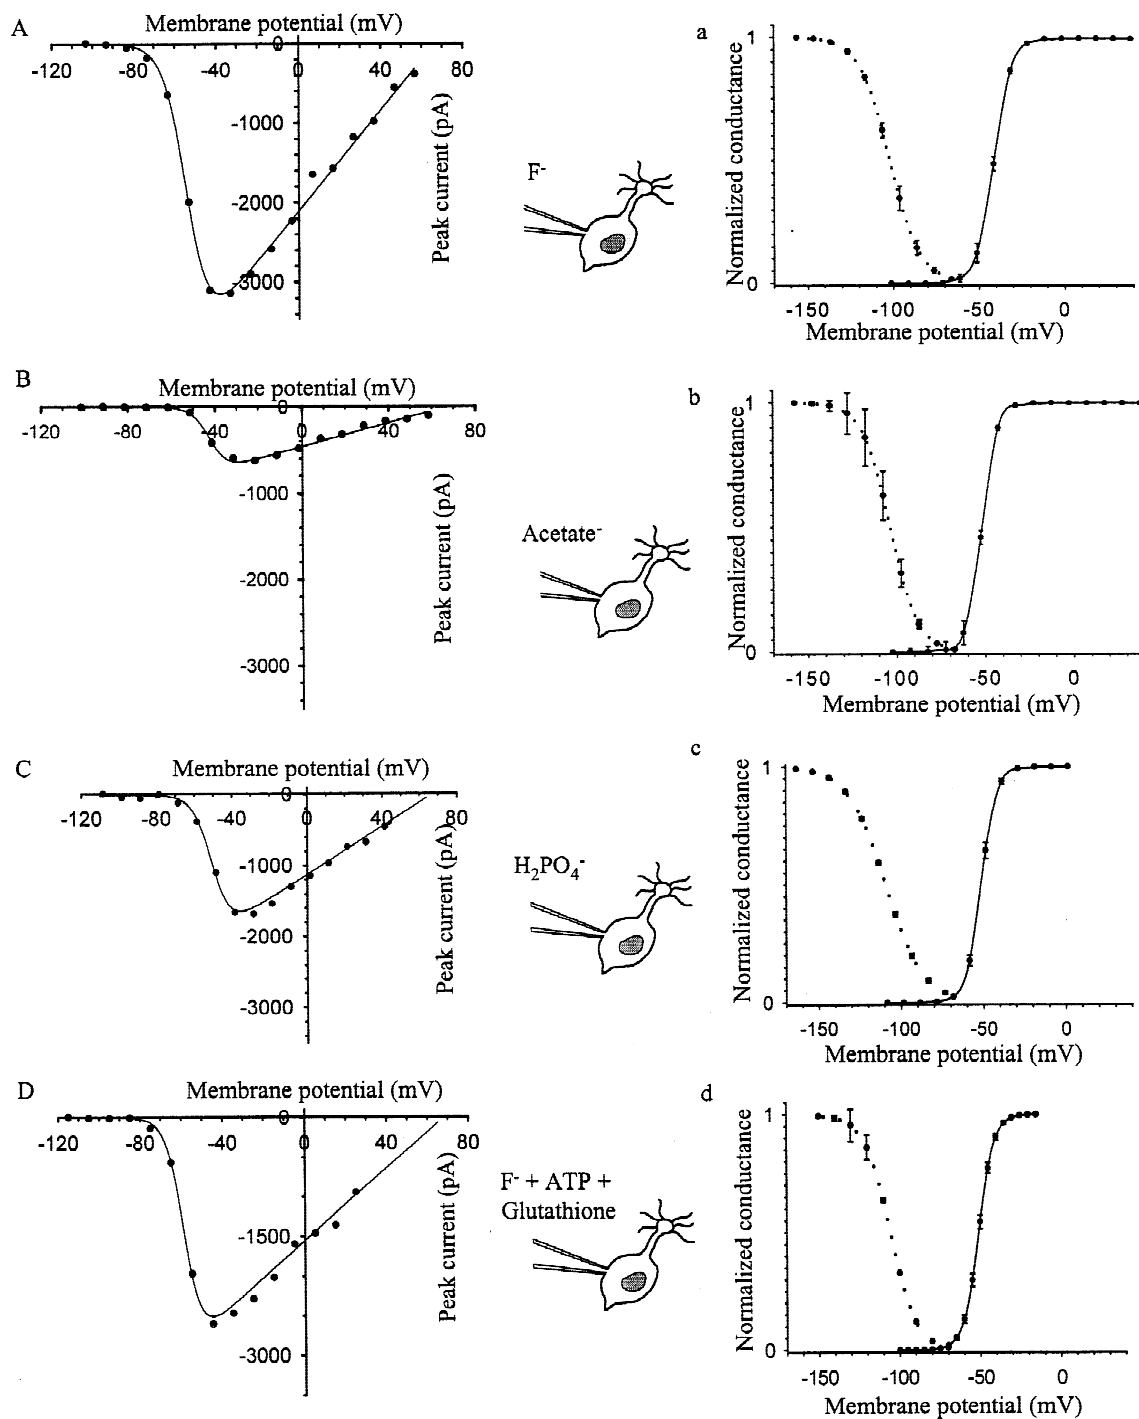 A
Membrane potential (mV)
-120 -80 -40 0 40 80
-1000
-2000
-3000
Peak current (pA)
F-
a
Normalized conductance
1
0
-150 -100 -50 0
Membrane potential (mV)
B
Membrane potential (mV)
-120 -80 -40 0 40 80
-1000
-2000
-3000
Peak current (pA)
Acetate-
b
Normalized conductance
1
0
-150 -100 -50 0
Membrane potential (mV)
C
Membrane potential (mV)
-120 -80 -40 0 40 80
-1000
-2000
-3000
Peak current (pA)
H2PO4-
c
Normalized conductance
1
0
-150 -100 -50 0
Membrane potential (mV)
D
Membrane potential (mV)
-120 -80 -40 0 40 80
-1500
-3000
Peak current (pA)
F- + ATP +
Glutathione
d
Normalized conductance
1
0
-150 -100 -50 0
Membrane potential (mV)